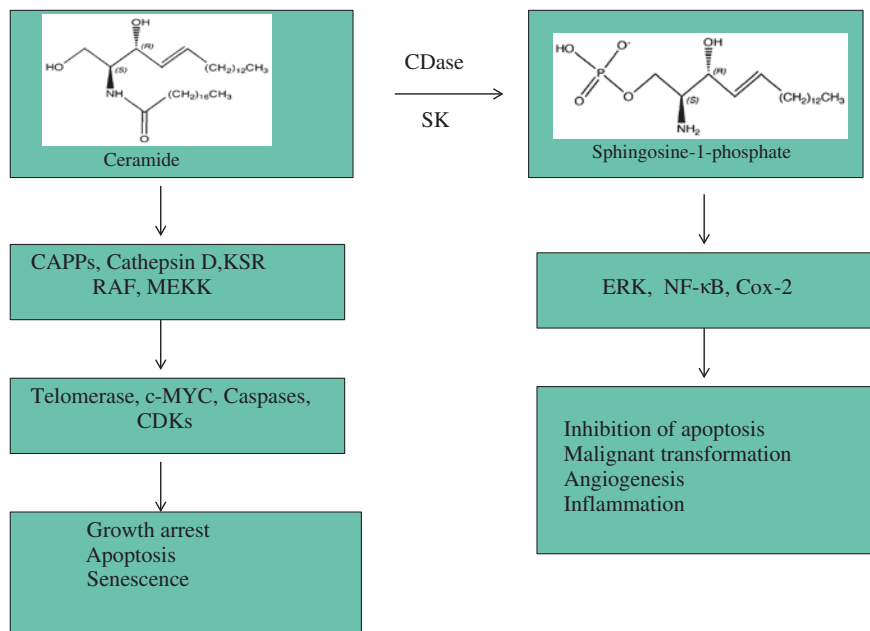 OH
HO
(S)
(R)
(CH2)12CH3
NH
(CH2)16CH3
O
Ceramide
CDase
SK
HO
O-
P
O
O
OH
(S)
(R)
NH2
(CH2)12CH3
Sphingosine-1-phosphate
CAPPs, Cathepsin D,KSR
RAF, MEKK
ERK, NF-κB, Cox-2
Telomerase, c-MYC, Caspases,
CDKs
Inhibition of apoptosis
Malignant transformation
Angiogenesis
Inflammation
Growth arrest
Apoptosis
Senescence